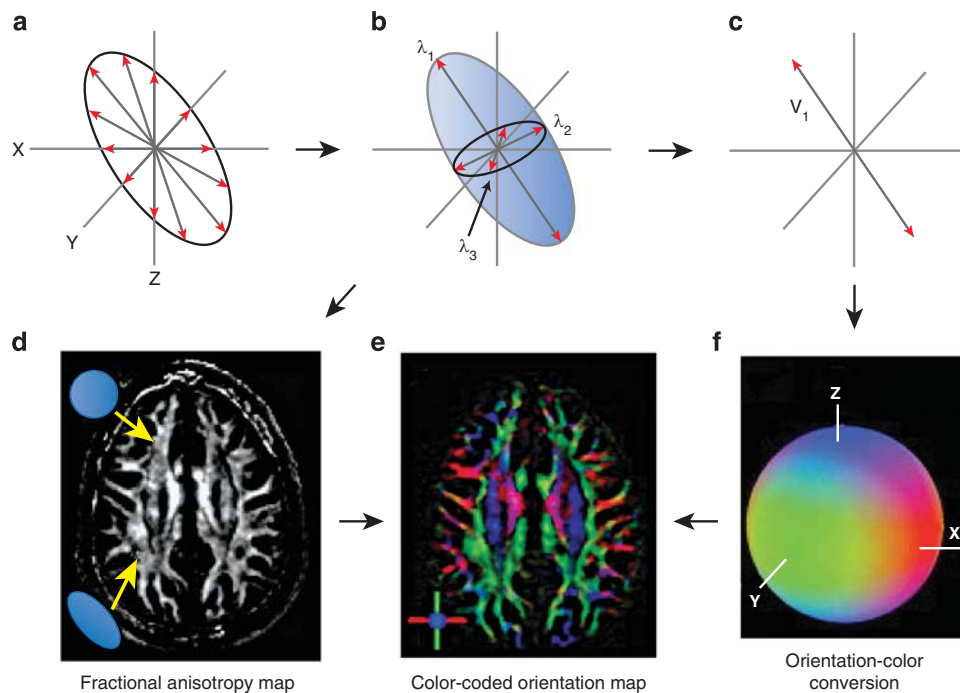 a
b
c
λ1
V1
λ2
X
Y
λ3
Z
d
e
f
Z
X
Y
Fractional anisotropy map
Color-coded orientation map
Orientation-color
conversion